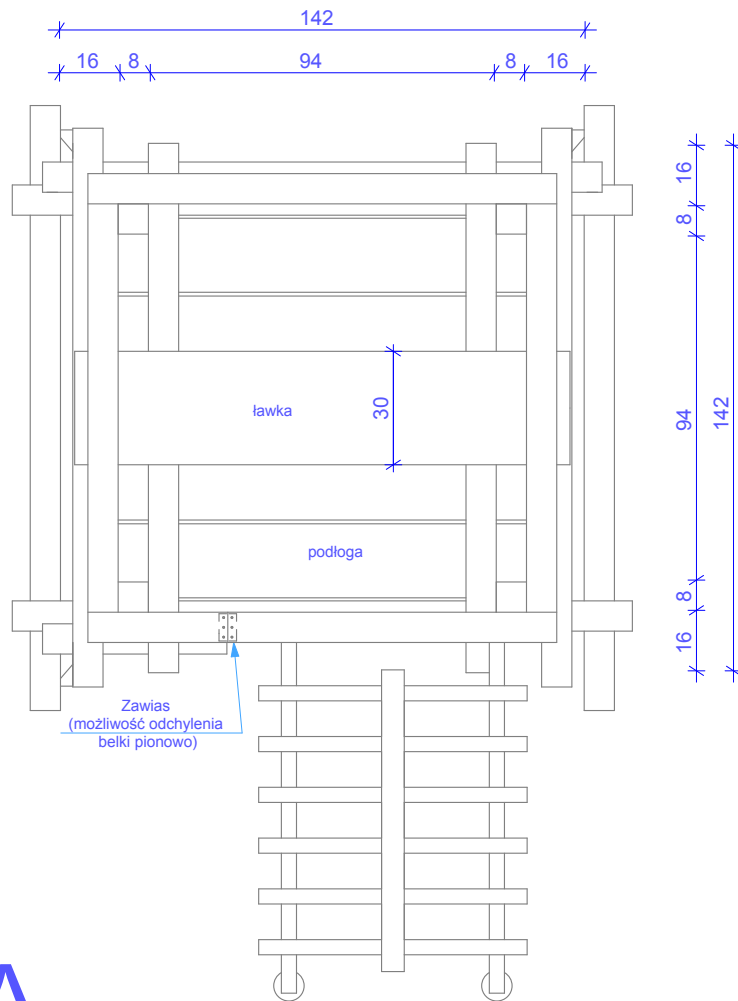 142
16 8 94 8 16
16
8
94
142
8
16
ławka
30
podłoga
Zawias
(możliwość odchylenia
belki pionowo)